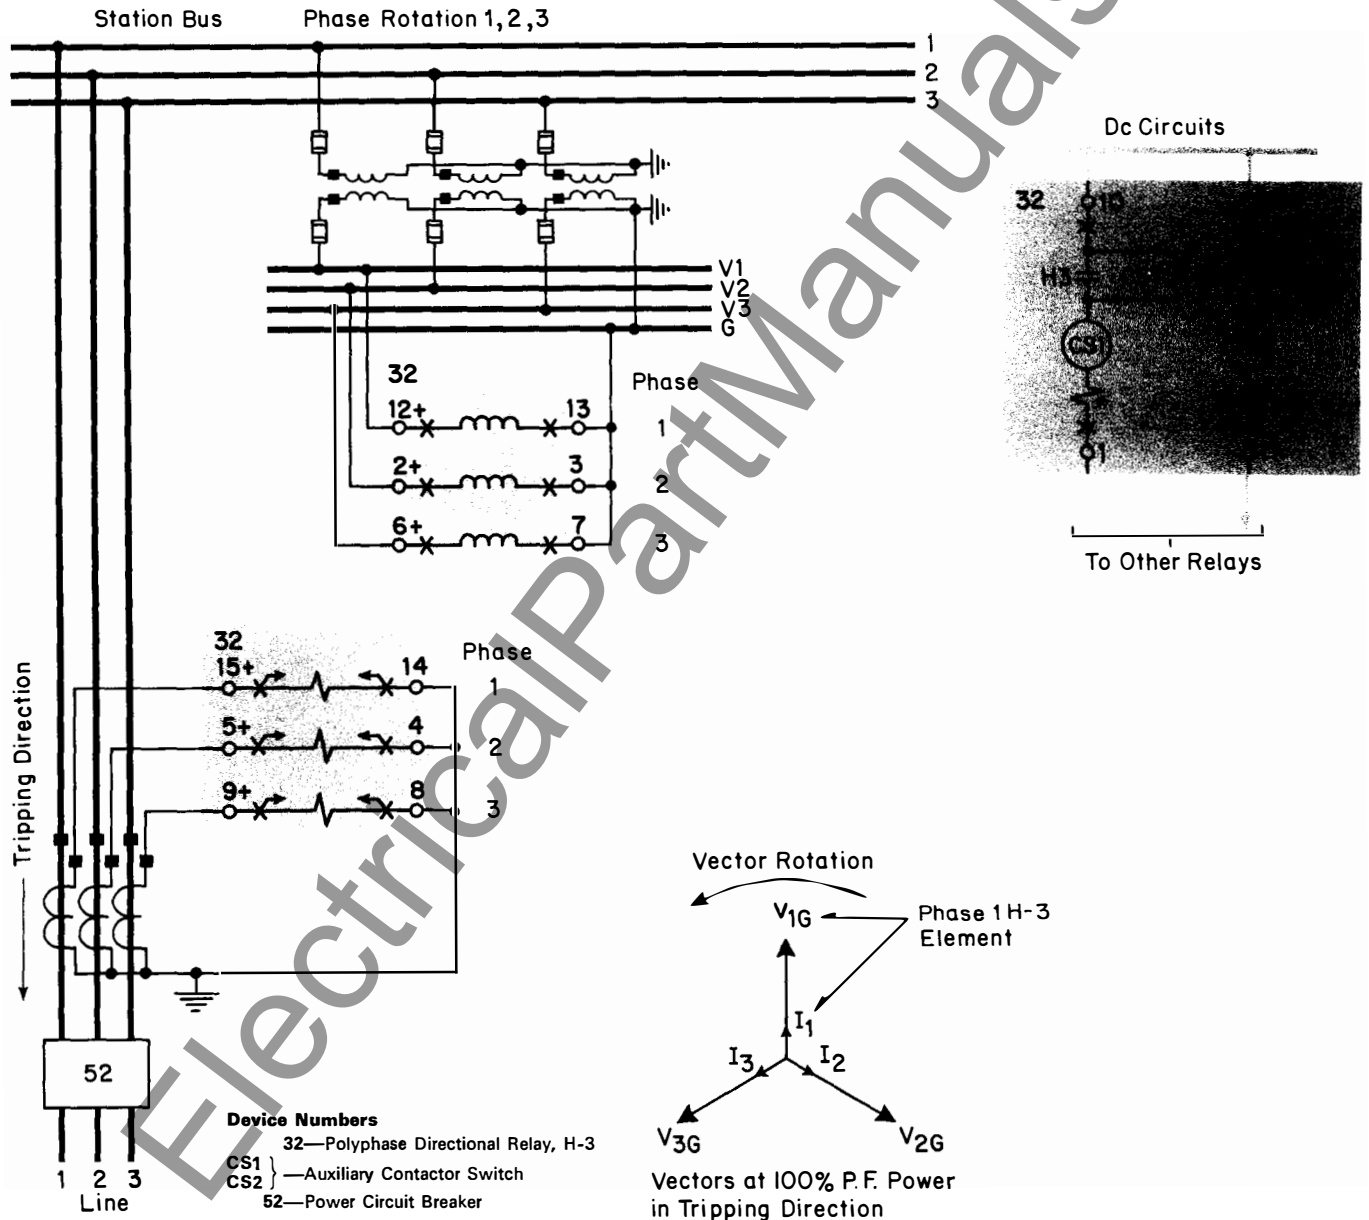 Station Bus
Phase Rotation 1,2,3
1
2
3
Dc Circuits
32
10
H3
CS1
1
To Other Relays
V1
V2
V3
G
32
Phase
12+ 13 1
2+ 3 2
6+ 7 3
32
Phase
15+ 14 1
5+ 4 2
9+ 8 3
Tripping Direction
52
1 2 3
Line
Device Numbers
32—Polyphase Directional Relay, H-3
CS1
CS2 } —Auxiliary Contactor Switch
52—Power Circuit Breaker
Vector Rotation
V1G
Phase 1 H-3
Element
I1
I3
I2
V3G
V2G
Vectors at 100% P.F. Power
in Tripping Direction
ElectricalPartManuals